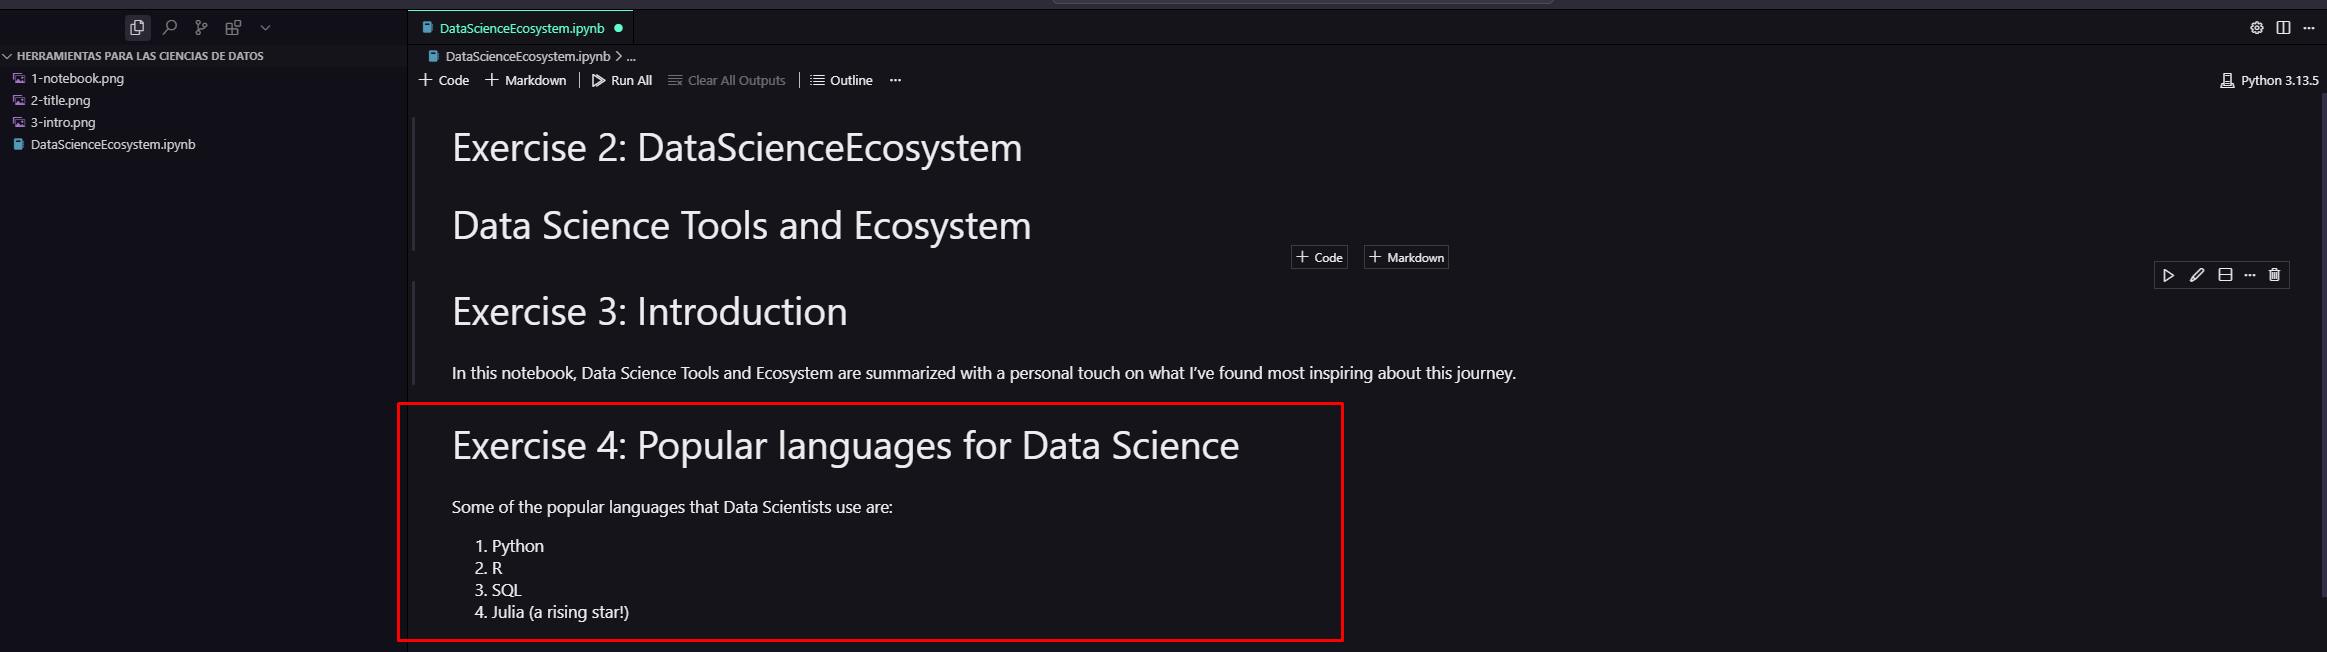 DataScienceEcosystem.ipynb
HERRAMIENTAS PARA LAS CIENCIAS DE DATOS
1-notebook.png
2-title.png
3-intro.png
DataScienceEcosystem.ipynb
DataScienceEcosystem.ipynb > ...
+ Code + Markdown | Run All Clear All Outputs | Outline ...
Python 3.13.5
Exercise 2: DataScienceEcosystem
Data Science Tools and Ecosystem
+ Code + Markdown
Exercise 3: Introduction
In this notebook, Data Science Tools and Ecosystem are summarized with a personal touch on what I’ve found most inspiring about this journey.
Exercise 4: Popular languages for Data Science
Some of the popular languages that Data Scientists use are:
1. Python
2. R
3. SQL
4. Julia (a rising star!)